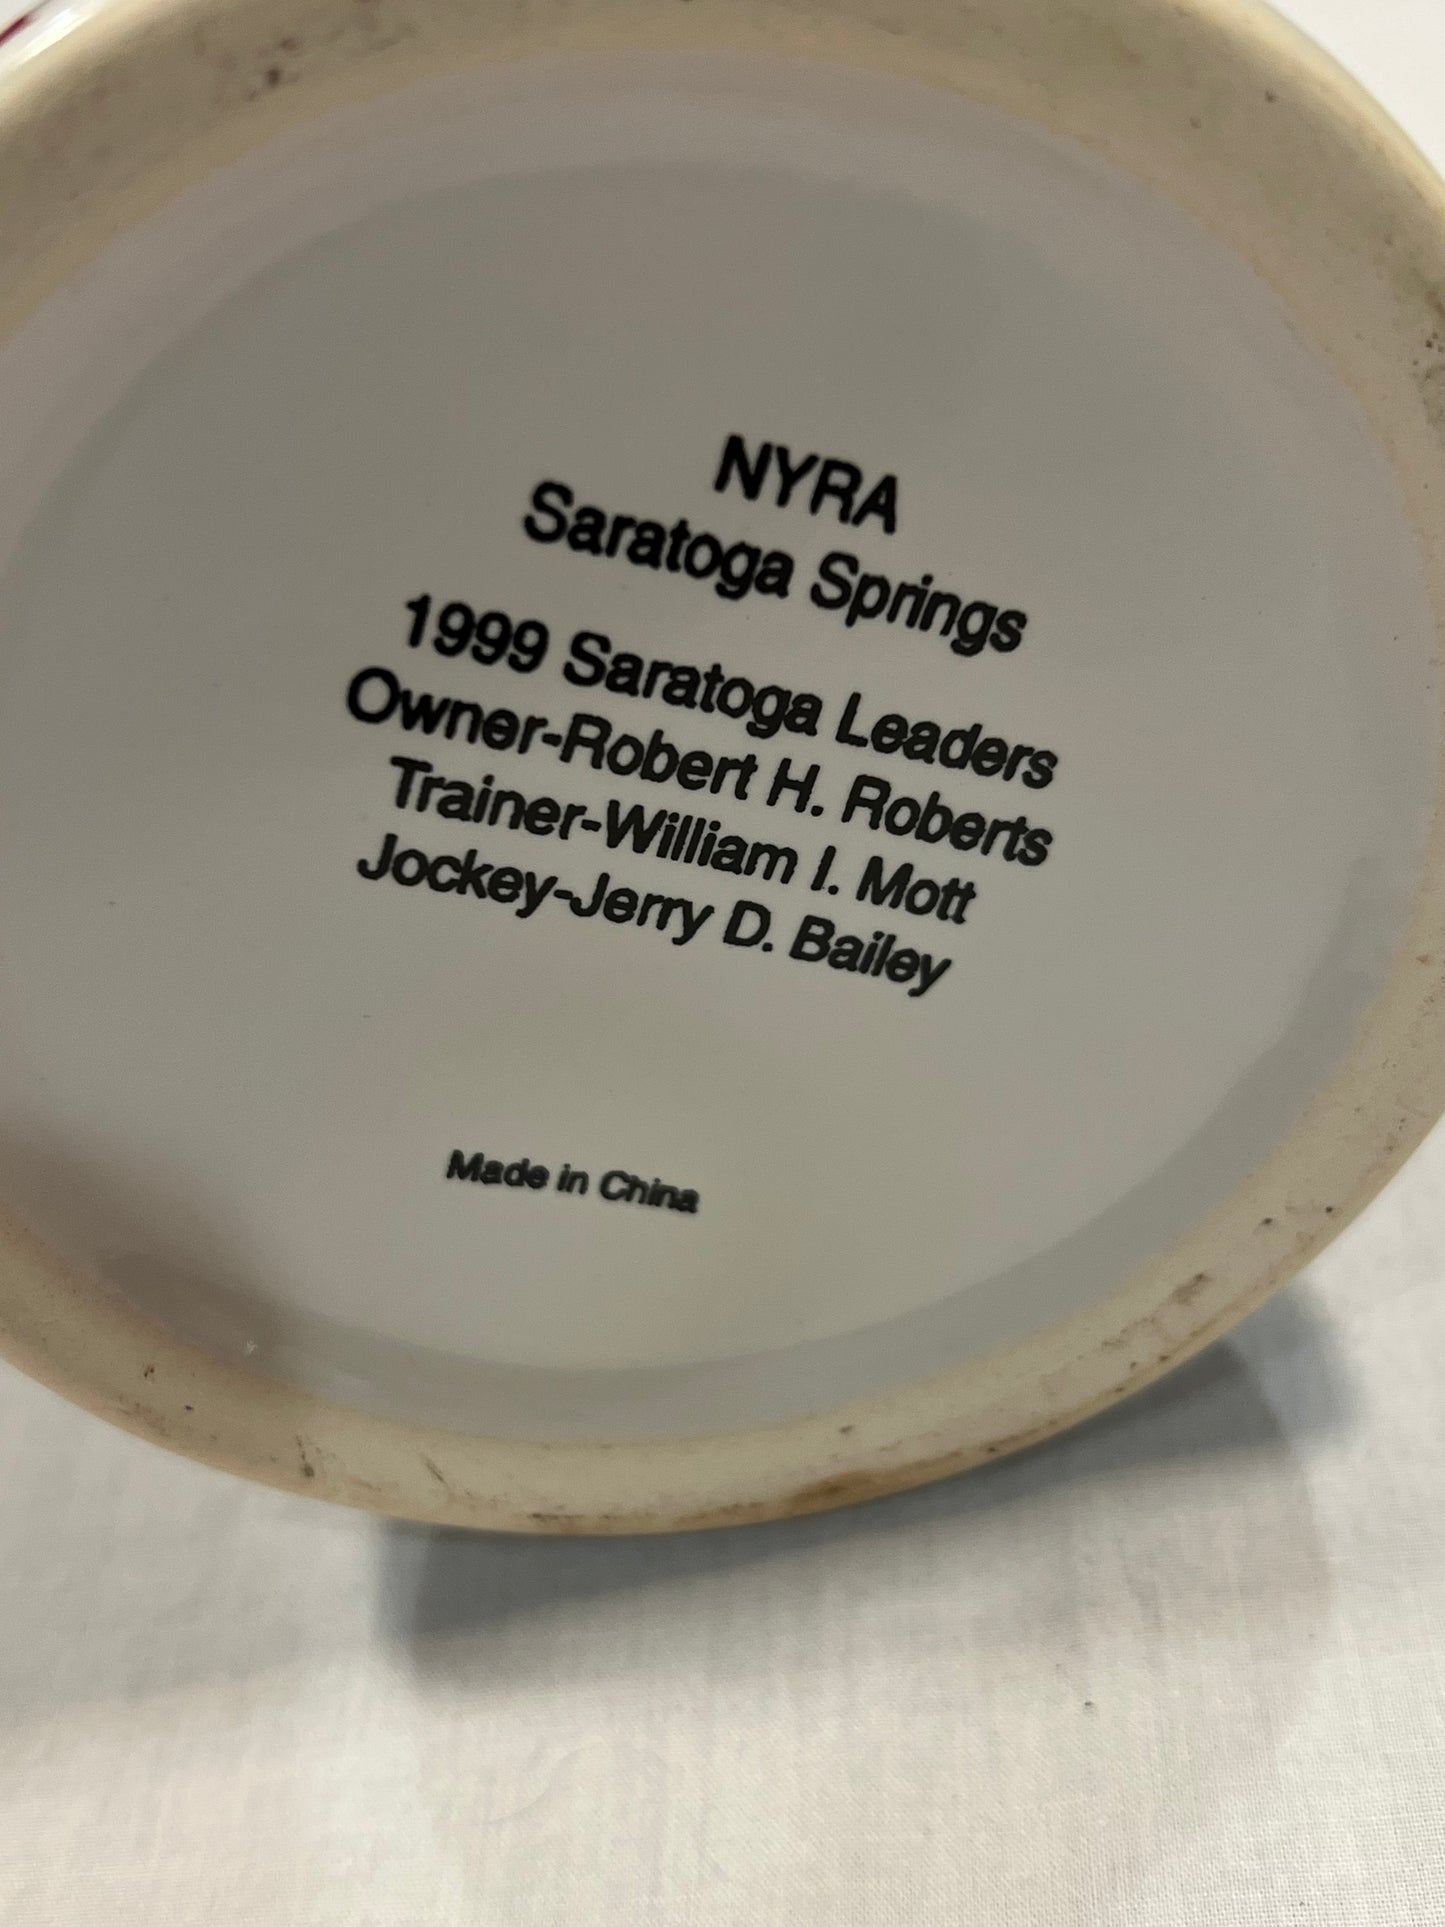 NYRA
Saratoga Springs
1999 Saratoga Leaders
Owner-Robert H. Roberts
Trainer-William I. Mott
Jockey-Jerry D. Bailey
Made in China